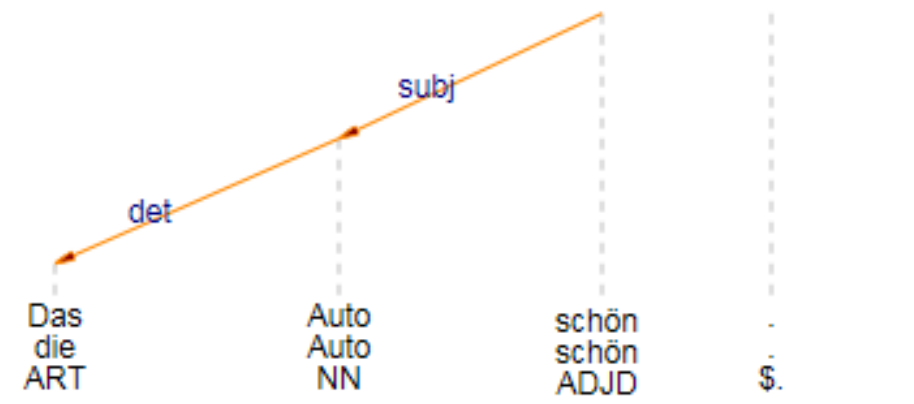 subj
det
Das Auto schön .
die Auto schön .
ART NN ADJD $.